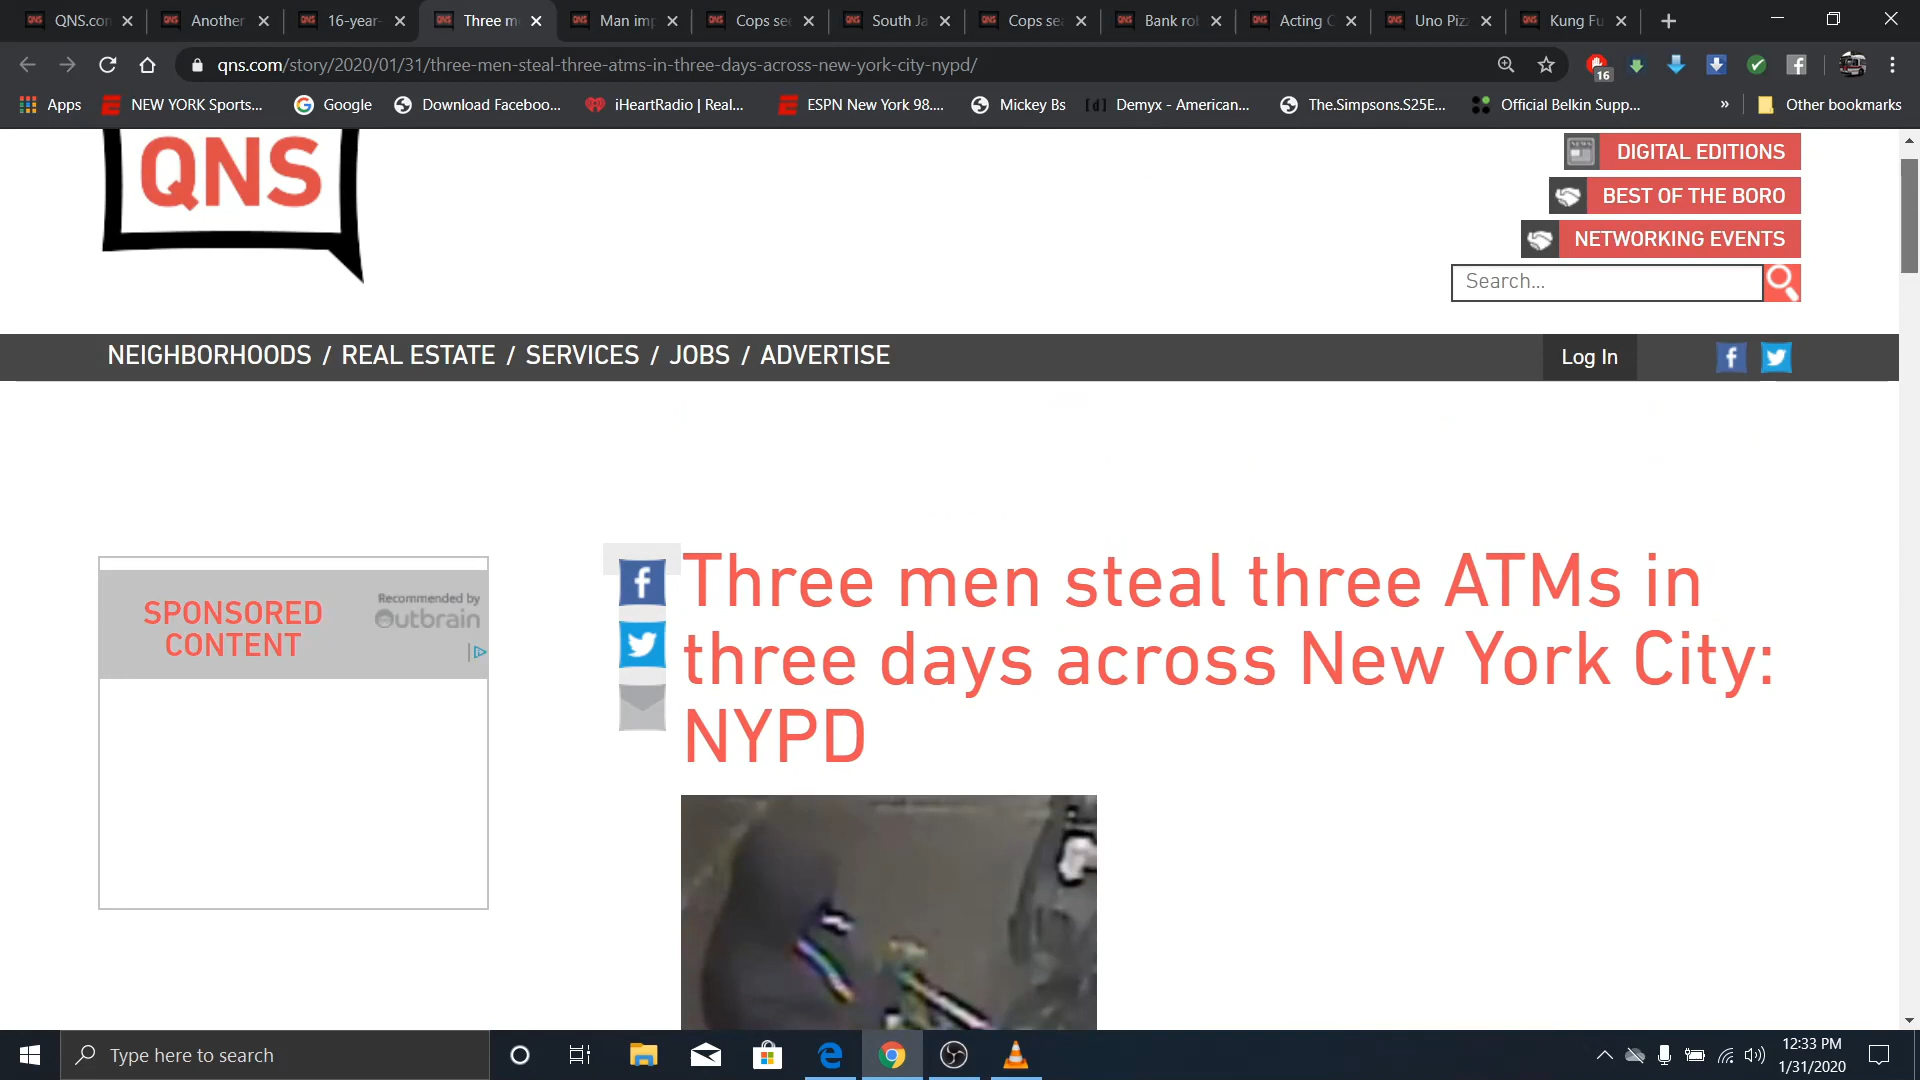 QNS.con
Another
16-year-
Three m
Man imp
Cops see
South Ja
Cops sea
Bank rol
Acting C
Uno Pizz
Kung Fu
qns.com/story/2020/01/31/three-men-steal-three-atms-in-three-days-across-new-york-city-nypd/
16
Apps
NEW YORK Sports...
Google
Download Faceboo...
iHeartRadio | Real...
ESPN New York 98....
Mickey Bs
[d] Demyx - American...
The.Simpsons.S25E...
Official Belkin Supp...
»
Other bookmarks
QNS
DIGITAL EDITIONS
BEST OF THE BORO
NETWORKING EVENTS
Search...
NEIGHBORHOODS / REAL ESTATE / SERVICES / JOBS / ADVERTISE
Log In
SPONSORED
CONTENT
Recommended by
Outbrain
Three men steal three ATMs in
three days across New York City:
NYPD
Type here to search
12:33 PM
1/31/2020